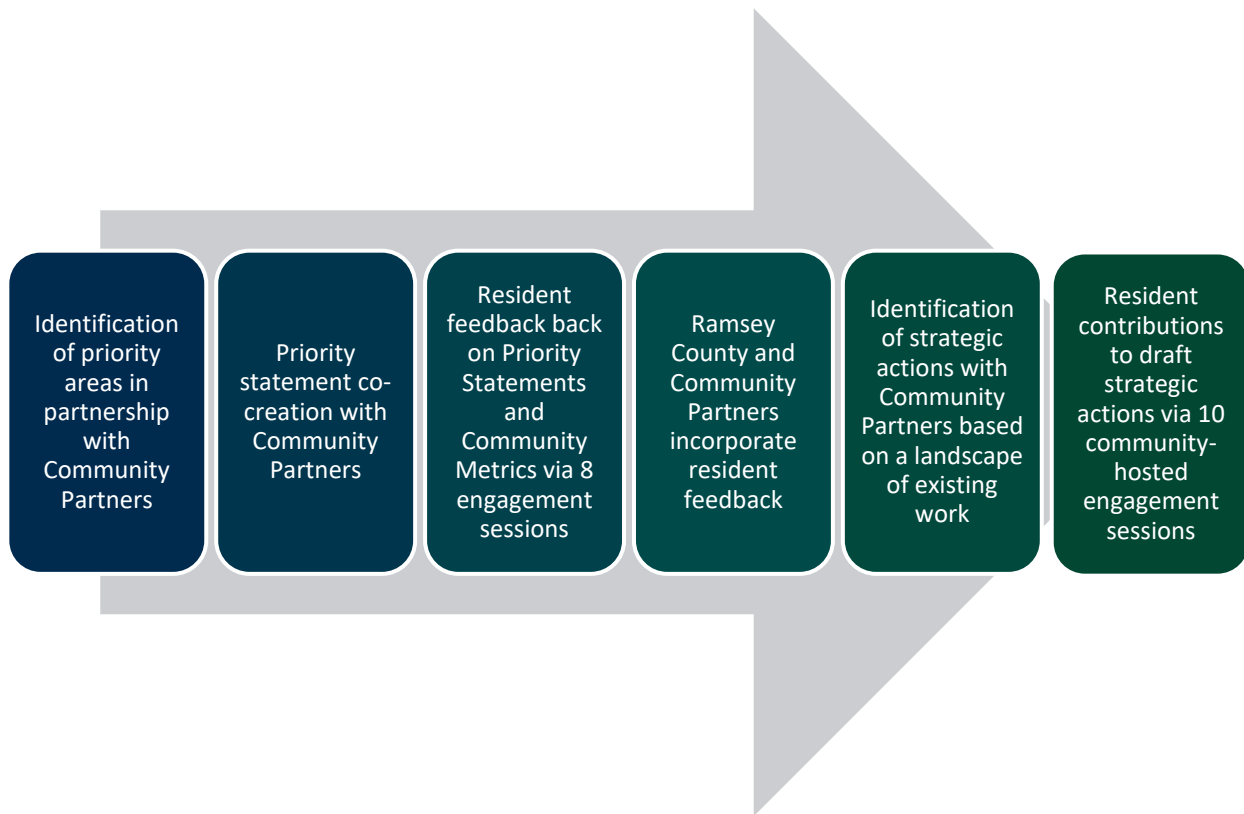 Identification
of priority
areas in
partnership
with
Community
Partners
Priority
statement co-
creation with
Community
Partners
Resident
feedback back
on Priority
Statements
and
Community
Metrics via 8
engagement
sessions
Ramsey
County and
Community
Partners
incorporate
resident
feedback
Identification
of strategic
actions with
Community
Partners based
on a landscape
of existing
work
Resident
contributions
to draft
strategic
actions via 10
community-
hosted
engagement
sessions